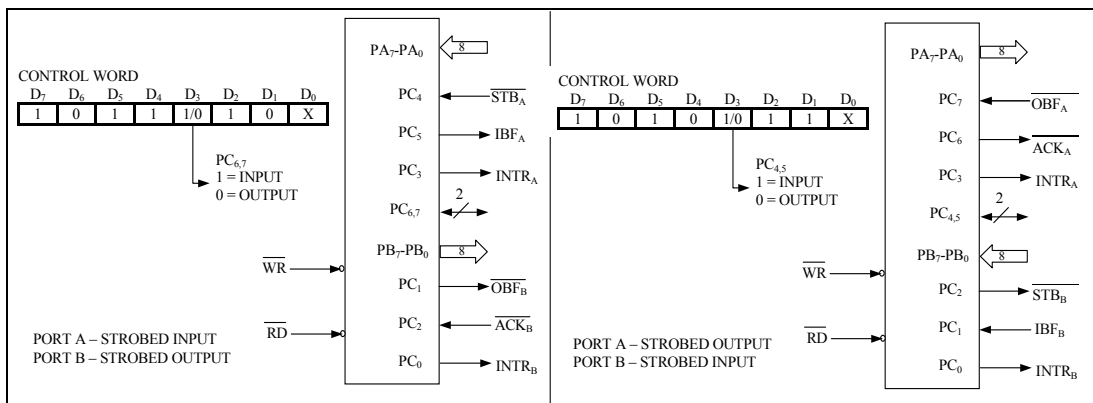 CONTROL WORD
D7 D6 D5 D4 D3 D2 D1 D0
1 0 1 1 1/0 1 0 X
PC6,7
1 = INPUT
0 = OUTPUT
WR
RD
PORT A – STROBED INPUT
PORT B – STROBED OUTPUT
PA7-PA0 8
PC4 STBA
PC5 IBFA
PC3 INTRA
PC6,7 2
PB7-PB0 8
PC1 OBFB
PC2 ACKB
PC0 INTRB
CONTROL WORD
D7 D6 D5 D4 D3 D2 D1 D0
1 0 1 0 1/0 1 1 X
PC4,5
1 = INPUT
0 = OUTPUT
WR
RD
PORT A – STROBED OUTPUT
PORT B – STROBED INPUT
PA7-PA0 8
PC7 OBFA
PC6 ACKA
PC3 INTRA
PC4,5 2
PB7-PB0 8
PC2 STBB
PC1 IBFB
PC0 INTRB